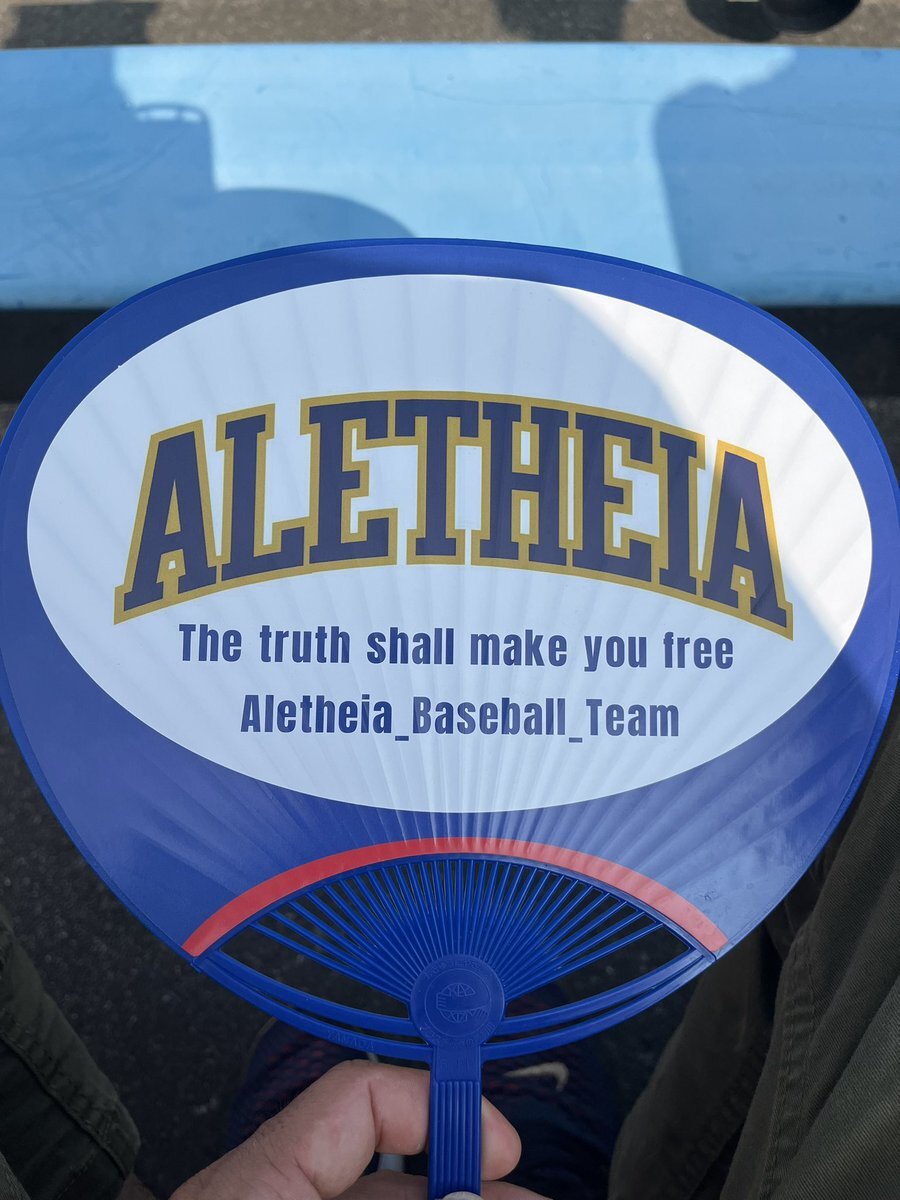 ALETHEIA
The truth shall make you free
Aletheia_Baseball_Team